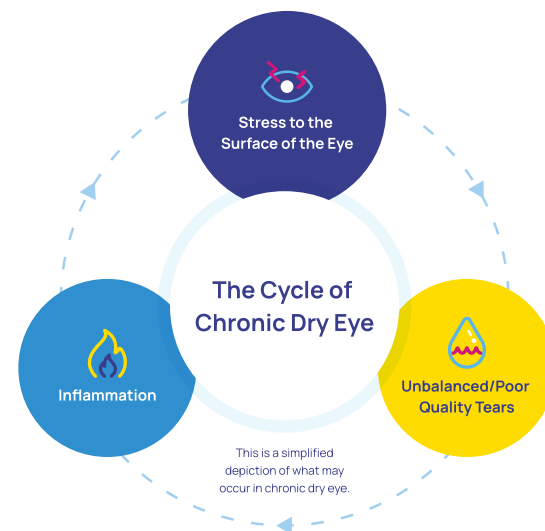 Stress to the
Surface of the Eye
The Cycle of
Chronic Dry Eye
Inflammation
Unbalanced/Poor
Quality Tears
This is a simplified
depiction of what may
occur in chronic dry eye.